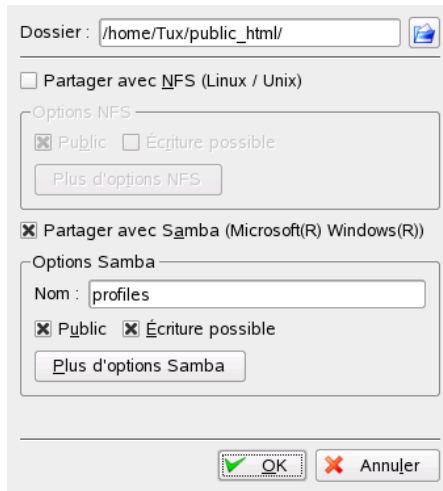 Dossier : /home/Tux/public_html/
Partager avec NFS (Linux / Unix)
Options NFS
Public Écriture possible
Plus d'options NFS
Partager avec Samba (Microsoft(R) Windows(R))
Options Samba
Nom : profiles
Public Écriture possible
Plus d'options Samba
OK Annuler